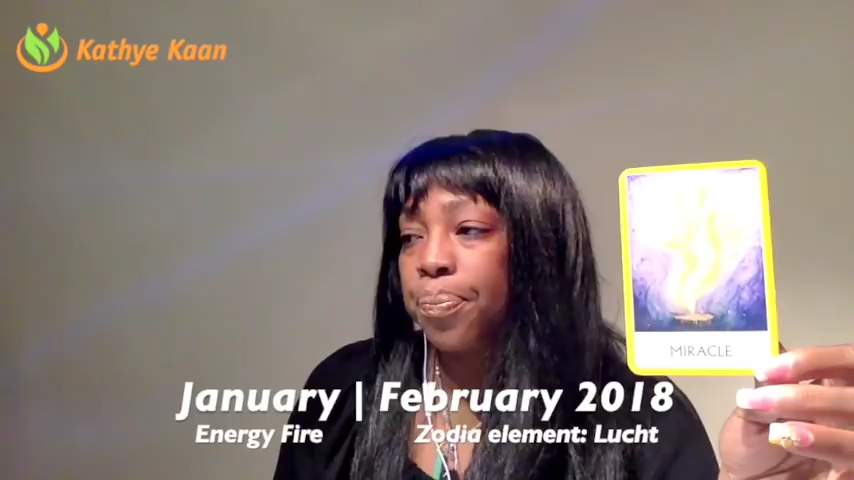 Kathye Kaan
MIRACLE
January | February 2018
Energy Fire
Zodia element: Lucht